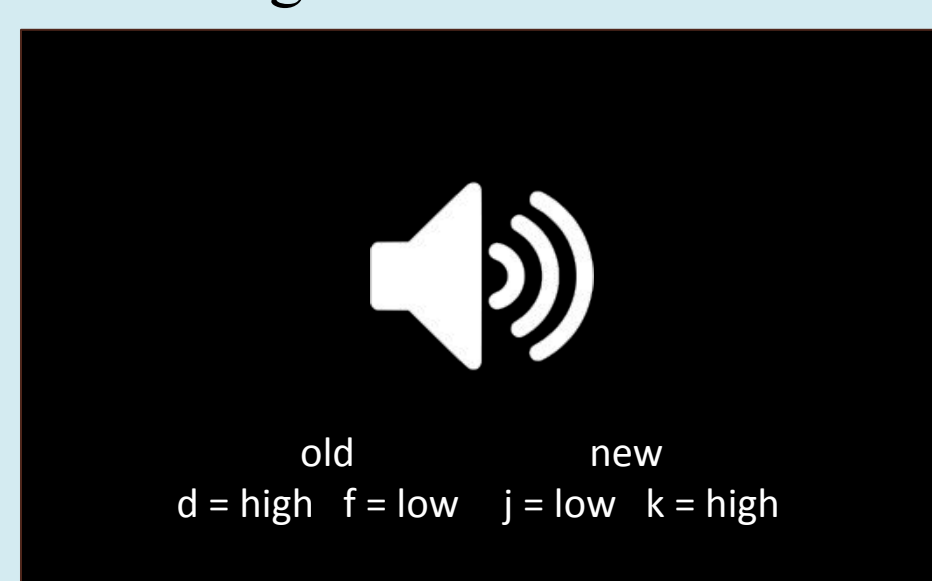 old new
d = high f = low j = low k = high